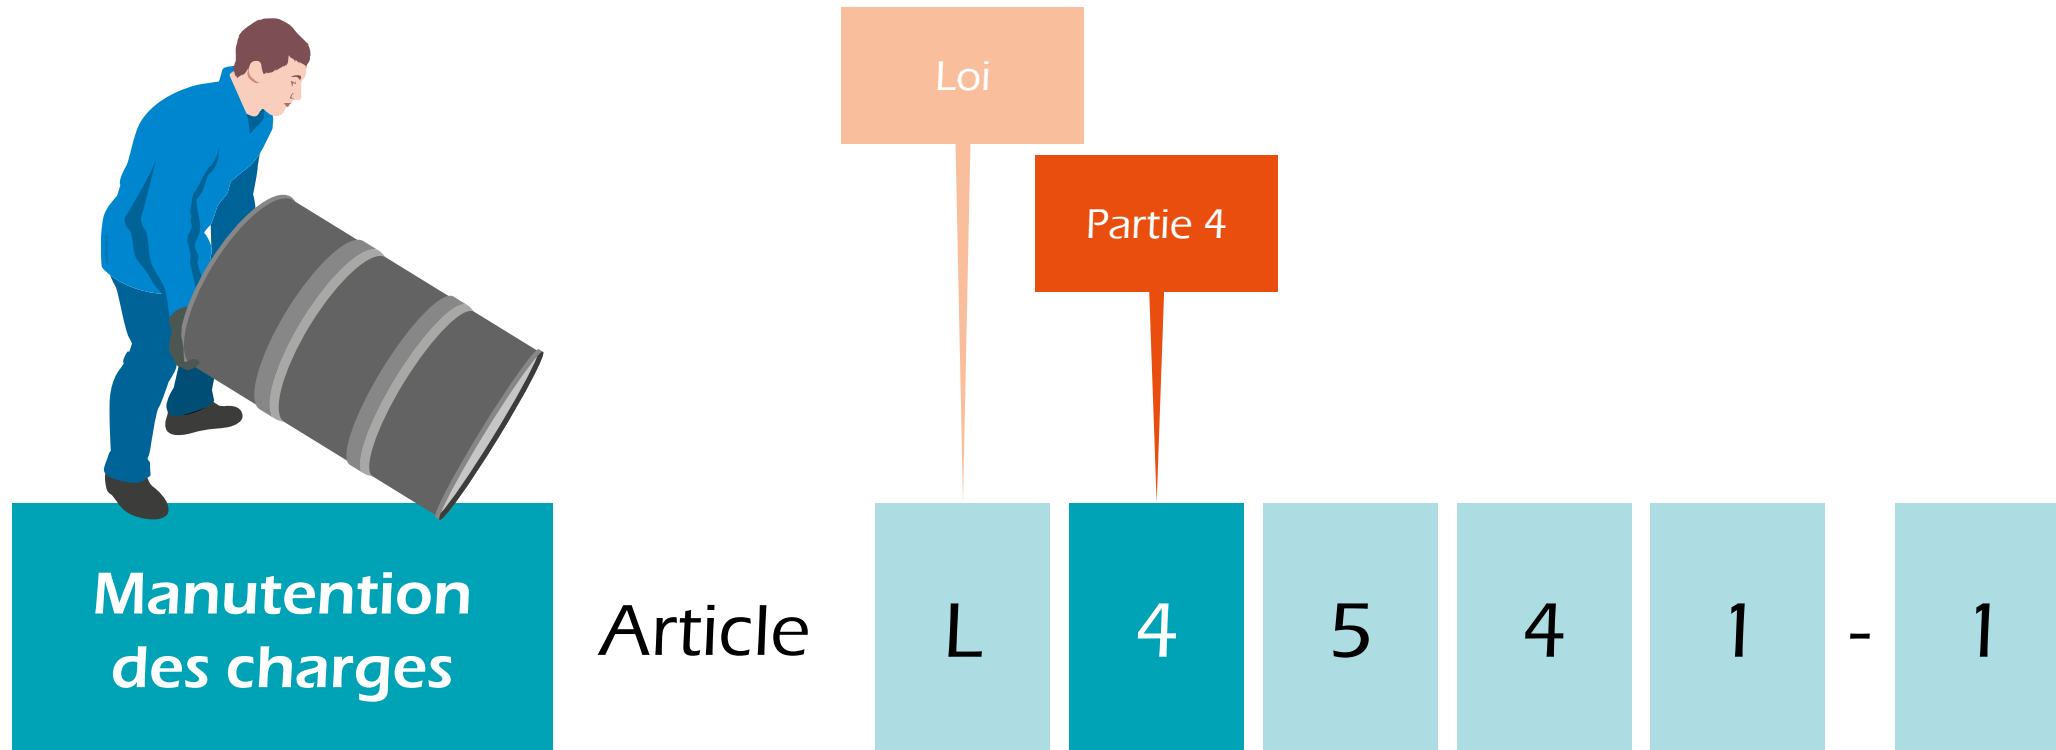 Loi
Partie 4
Manutention
des charges
Article L 4 5 4 1 - 1